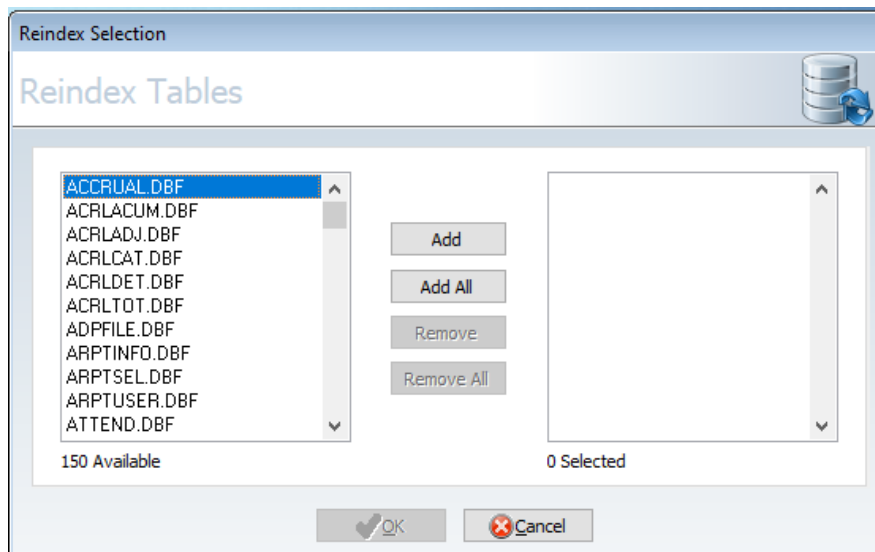 Reindex Selection
Reindex Tables
ACCRUAL.DBF
ACRLACUM.DBF
ACRLADJ.DBF
ACRLCAT.DBF
ACRLDET.DBF
ACRLTOT.DBF
ADPFILE.DBF
ARPTINFO.DBF
ARPTSEL.DBF
ARPTUSER.DBF
ATTEND.DBF
150 Available
Add
Add All
Remove
Remove All
0 Selected
OK
Cancel